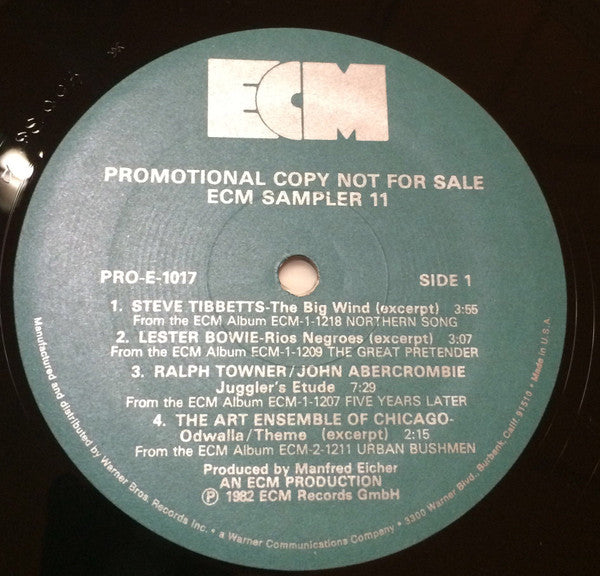 ECM
PROMOTIONAL COPY NOT FOR SALE
ECM SAMPLER 11
PRO-E-1017
SIDE 1
1. STEVE TIBBETTS-The Big Wind (excerpt) 3:55
From the ECM Album ECM-1-1218 NORTHERN SONG
2. LESTER BOWIE-Rios Negroes (excerpt) 3:07
From the ECM Album ECM-1-1209 THE GREAT PRETENDER
3. RALPH TOWNER/JOHN ABERCROMBIE
Juggler's Etude 7:29
From the ECM Album ECM-1-1207 FIVE YEARS LATER
4. THE ART ENSEMBLE OF CHICAGO-
Odwalla/Theme (excerpt) 2:15
From the ECM Album ECM-2-1211 URBAN BUSHMEN
Produced by Manfred Eicher
AN ECM PRODUCTION
℗ 1982 ECM Records GmbH
Manufactured and distributed by Warner Bros. Records Inc. • a Warner Communications Company • 3300 Warner Blvd., Burbank, Calif. 91510 • Made in U.S.A.